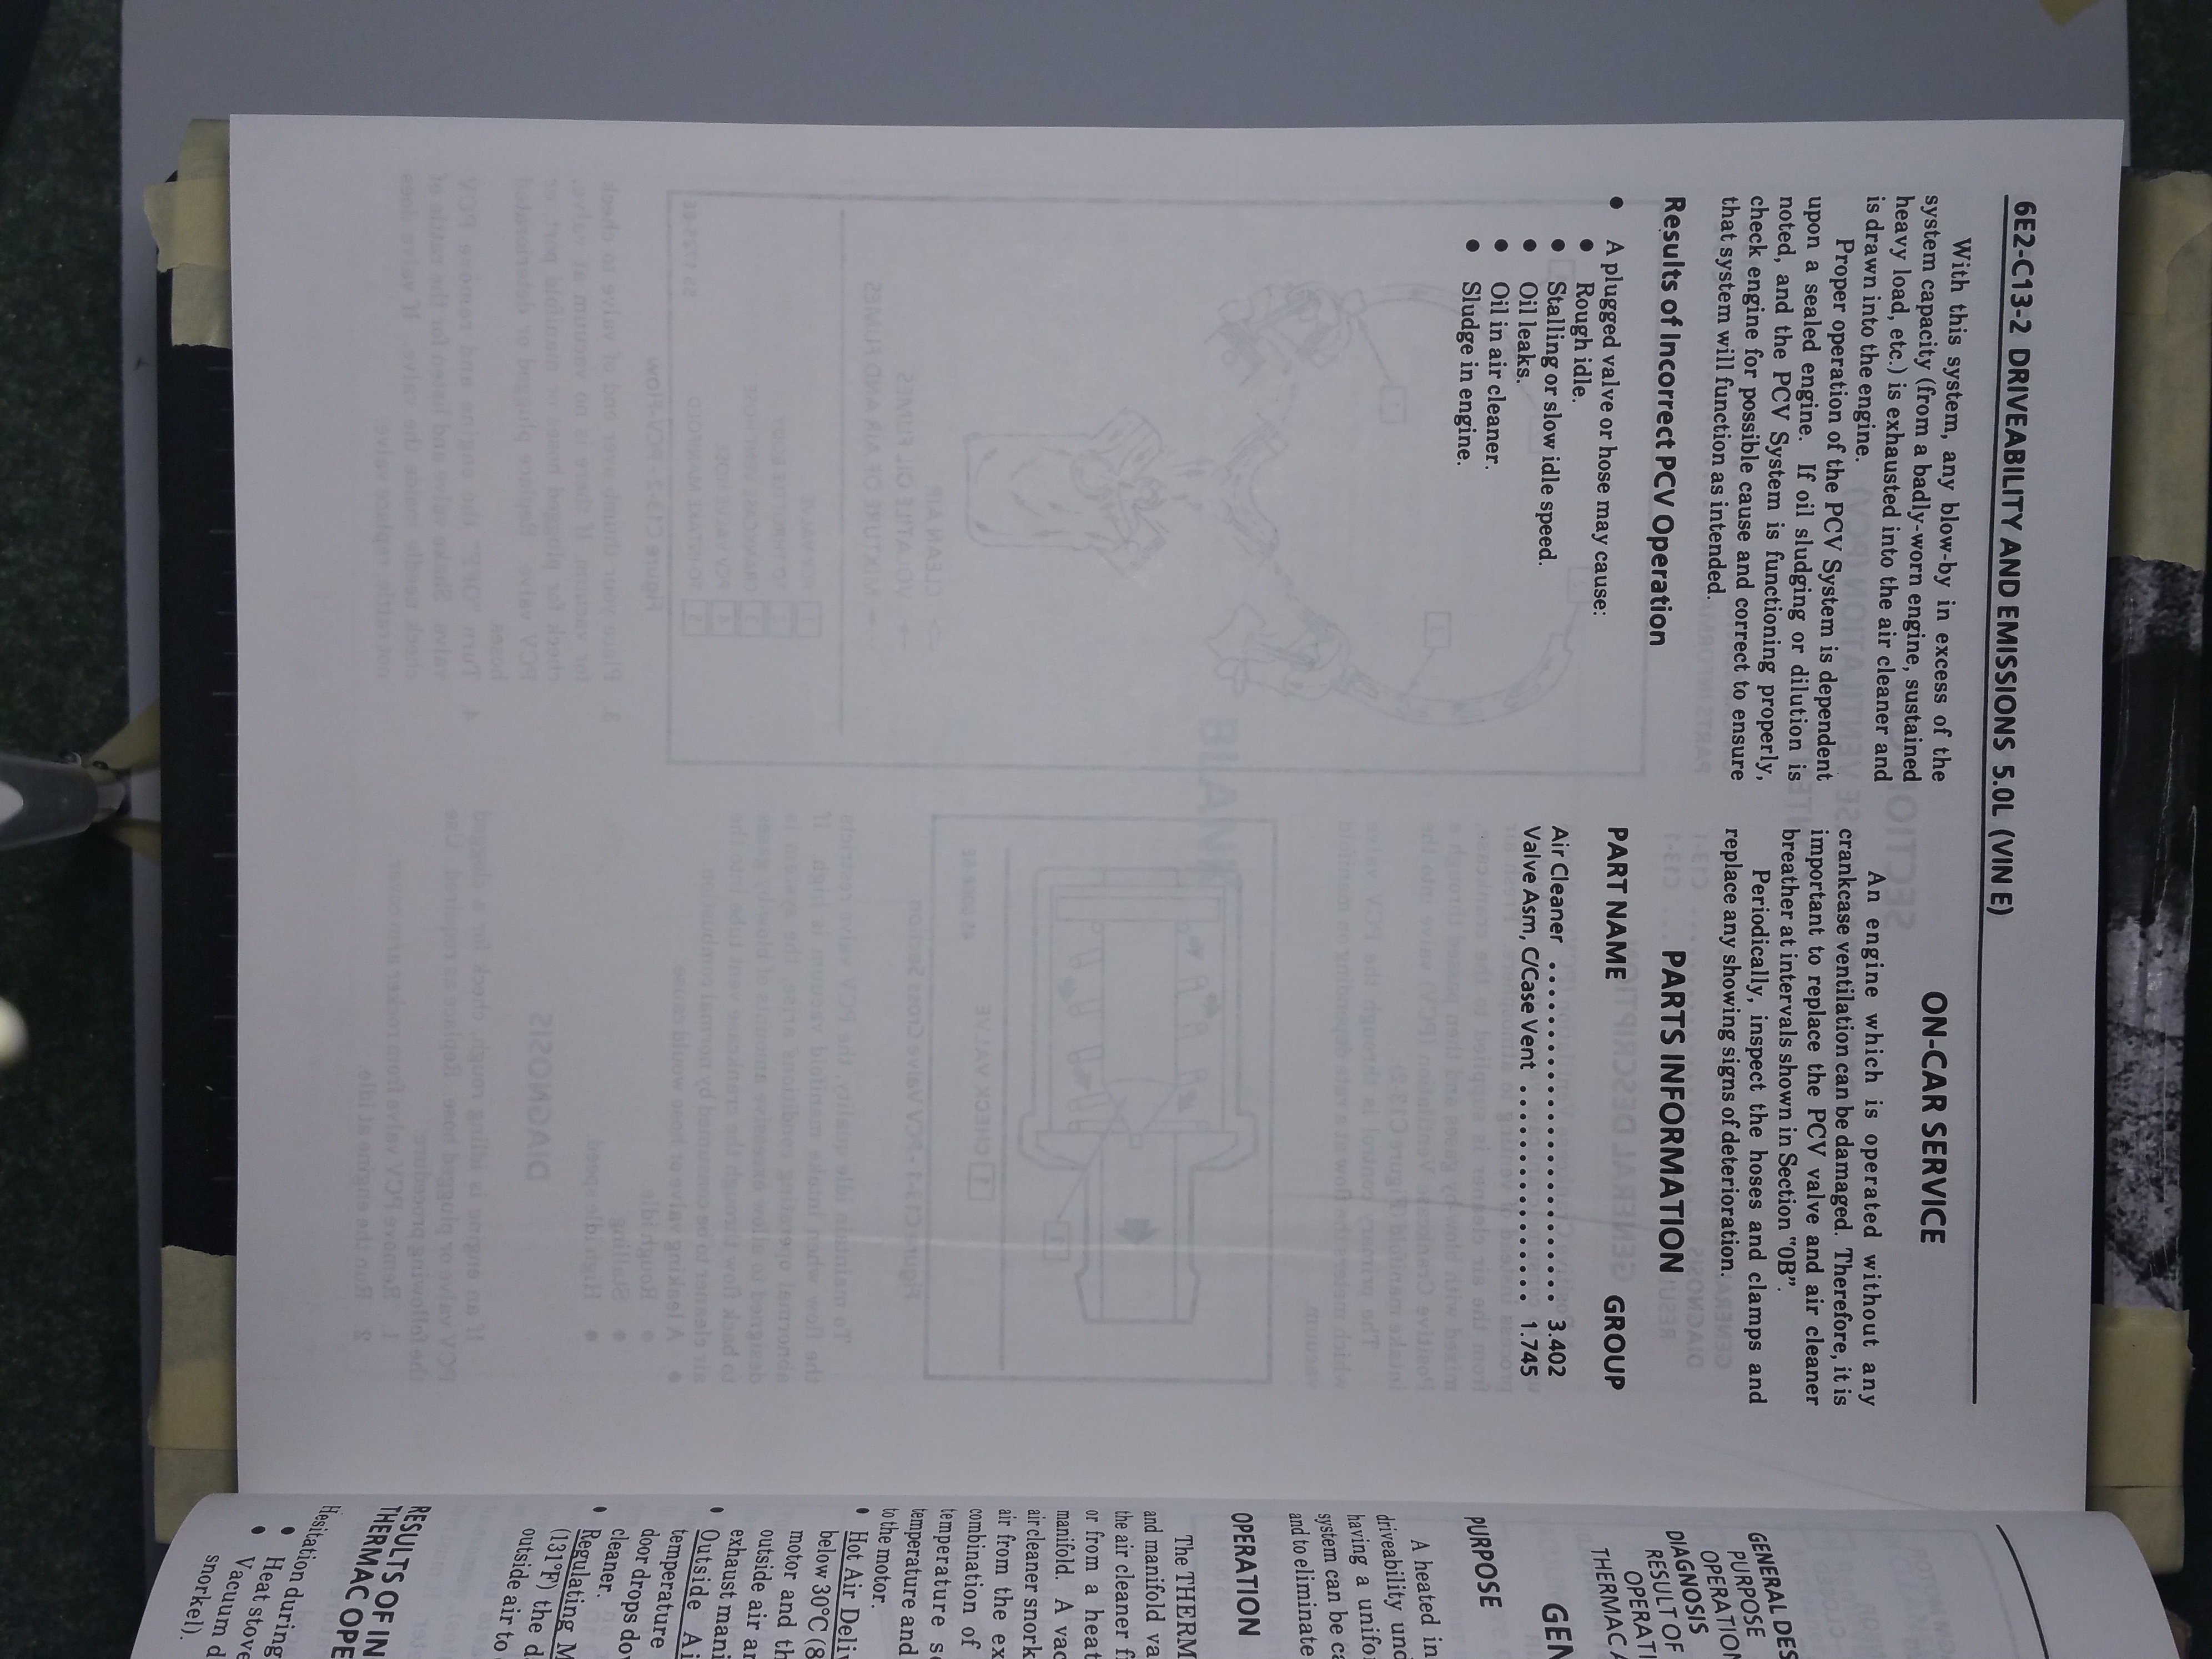 6E2-C13-2 DRIVEABILITY AND EMISSIONS 5.0L (VIN E)
With this system, any blow-by in excess of the
system capacity (from a badly-worn engine, sustained
heavy load, etc.) is exhausted into the air cleaner and
is drawn into the engine.
Proper operation of the PCV System is dependent
upon a sealed engine. If oil sludging or dilution is
noted, and the PCV System is functioning properly,
check engine for possible cause and correct to ensure
that system will function as intended.
Results of Incorrect PCV Operation
• A plugged valve or hose may cause:
• Rough idle.
• Stalling or slow idle speed.
• Oil leaks.
• Oil in air cleaner.
• Sludge in engine.
ON-CAR SERVICE
An engine which is operated without any
crankcase ventilation can be damaged. Therefore, it is
important to replace the PCV valve and air cleaner
breather at intervals shown in Section "0B".
Periodically, inspect the hoses and clamps and
replace any showing signs of deterioration.
PARTS INFORMATION
PART NAME GROUP
Air Cleaner . . . . . . . . . . . . . . . . . . . . . . . . . . . 3.402
Valve Asm, C/Case Vent . . . . . . . . . . . . . . . . . 1.745
GENERAL DES
PURPOSE
OPERATION
DIAGNOSIS
RESULT OF
OPERATI
THERMAC
GEN
PURPOSE
A heated in
driveability und
having a unifo
system can be
and to eliminate
OPERATION
The THERM
and manifold va
the air cleaner
or from a heat
manifold. A vac
air cleaner snork
air from the ex
combination of
temperature
temperature and
to the motor.
• Hot Air Deli
below 30°C
motor and th
outside air
exhaust mani
• Outside Ai
temperature
door drops do
cleaner.
• Regulating M
(131°F) the
outside air to
RESULTS OF IN
THERMAC OPE
Hesitation during
• Heat stove
• Vacuum
snorkel).